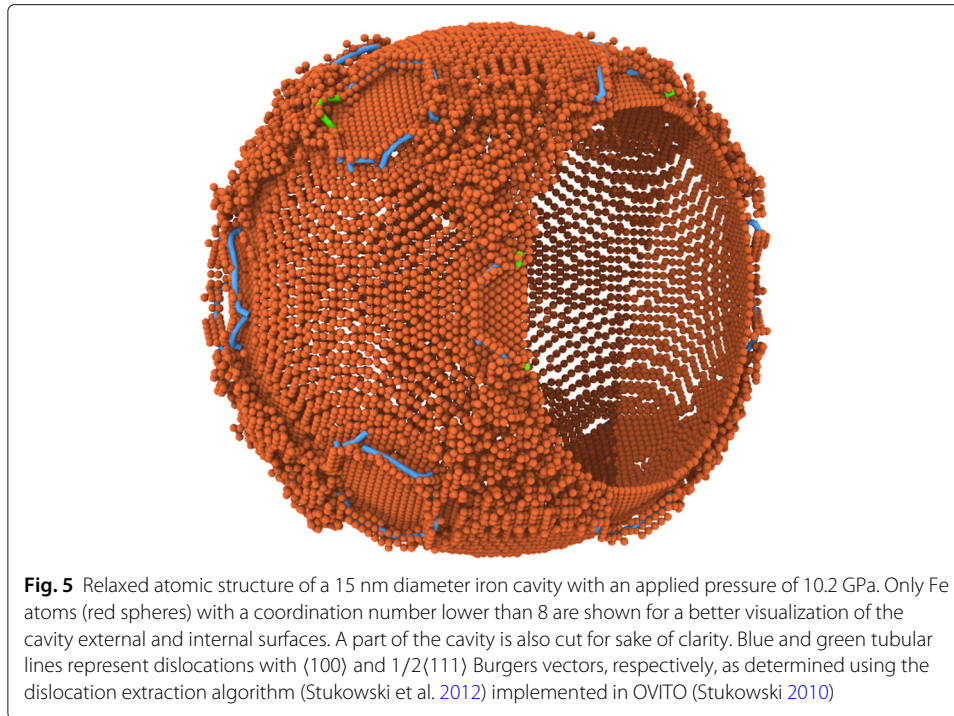 Fig. 5 Relaxed atomic structure of a 15 nm diameter iron cavity with an applied pressure of 10.2 GPa. Only Fe
atoms (red spheres) with a coordination number lower than 8 are shown for a better visualization of the
cavity external and internal surfaces. A part of the cavity is also cut for sake of clarity. Blue and green tubular
lines represent dislocations with ⟨100⟩ and 1/2⟨111⟩ Burgers vectors, respectively, as determined using the
dislocation extraction algorithm (Stukowski et al. 2012) implemented in OVITO (Stukowski 2010)